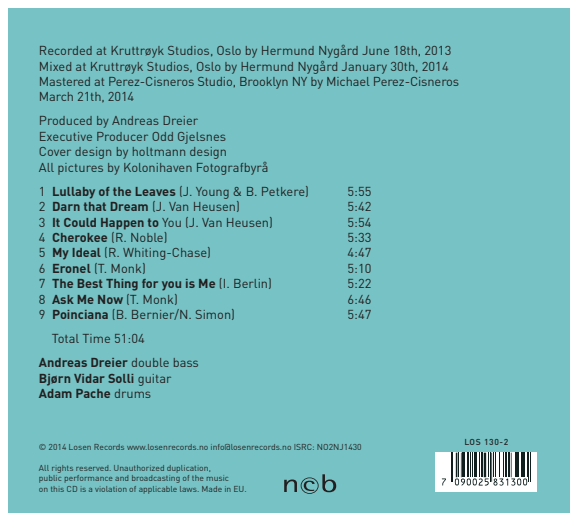 Recorded at Kruttrøyk Studios, Oslo by Hermund Nygård June 18th, 2013
Mixed at Kruttrøyk Studios, Oslo by Hermund Nygård January 30th, 2014
Mastered at Perez-Cisneros Studio, Brooklyn NY by Michael Perez-Cisneros
March 21th, 2014
Produced by Andreas Dreier
Executive Producer Odd Gjelsnes
Cover design by holtmann design
All pictures by Kolonihaven Fotografbyrå
1 Lullaby of the Leaves (J. Young & B. Petkere) 5:55
2 Darn that Dream (J. Van Heusen) 5:42
3 It Could Happen to You (J. Van Heusen) 5:54
4 Cherokee (R. Noble) 5:33
5 My Ideal (R. Whiting-Chase) 4:47
6 Eronel (T. Monk) 5:10
7 The Best Thing for you is Me (I. Berlin) 5:22
8 Ask Me Now (T. Monk) 6:46
9 Poinciana (B. Bernier/N. Simon) 5:47
Total Time 51:04
Andreas Dreier double bass
Bjørn Vidar Solli guitar
Adam Pache drums
© 2014 Losen Records www.losenrecords.no info@losenrecords.no ISRC: NO2NJ1430
All rights reserved. Unauthorized duplication,
public performance and broadcasting of the music
on this CD is a violation of applicable laws. Made in EU.
n©b
LOS 130-2
7 090025 831300